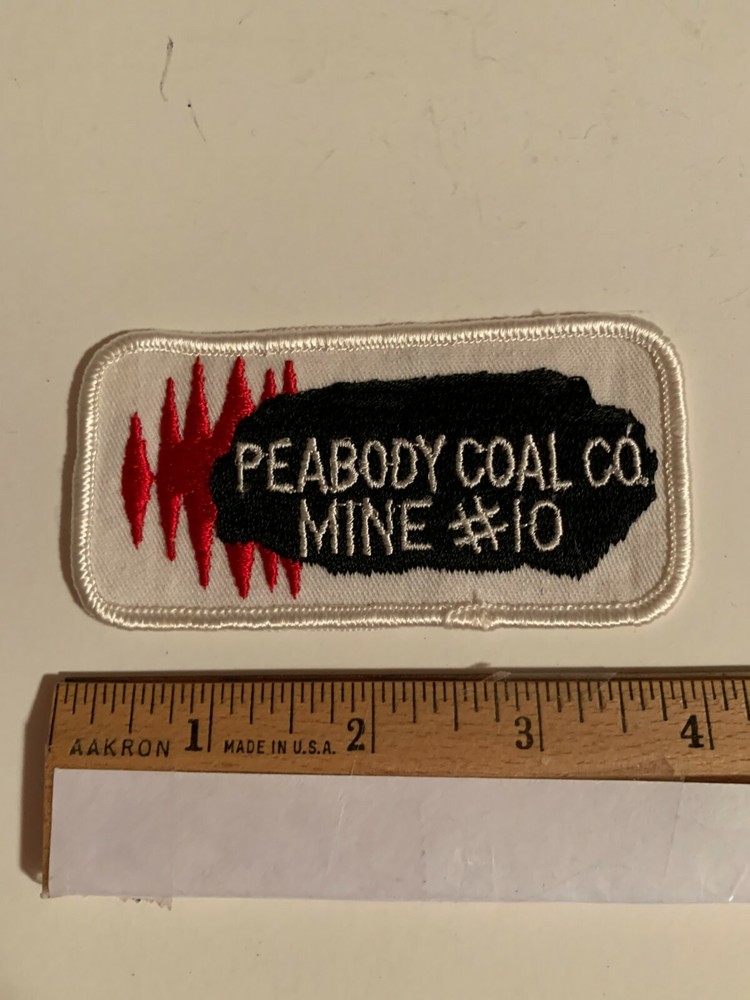 PEABODY COAL CO.
MINE #10
AAKRON 1 MADE IN U.S.A. 2 3 4